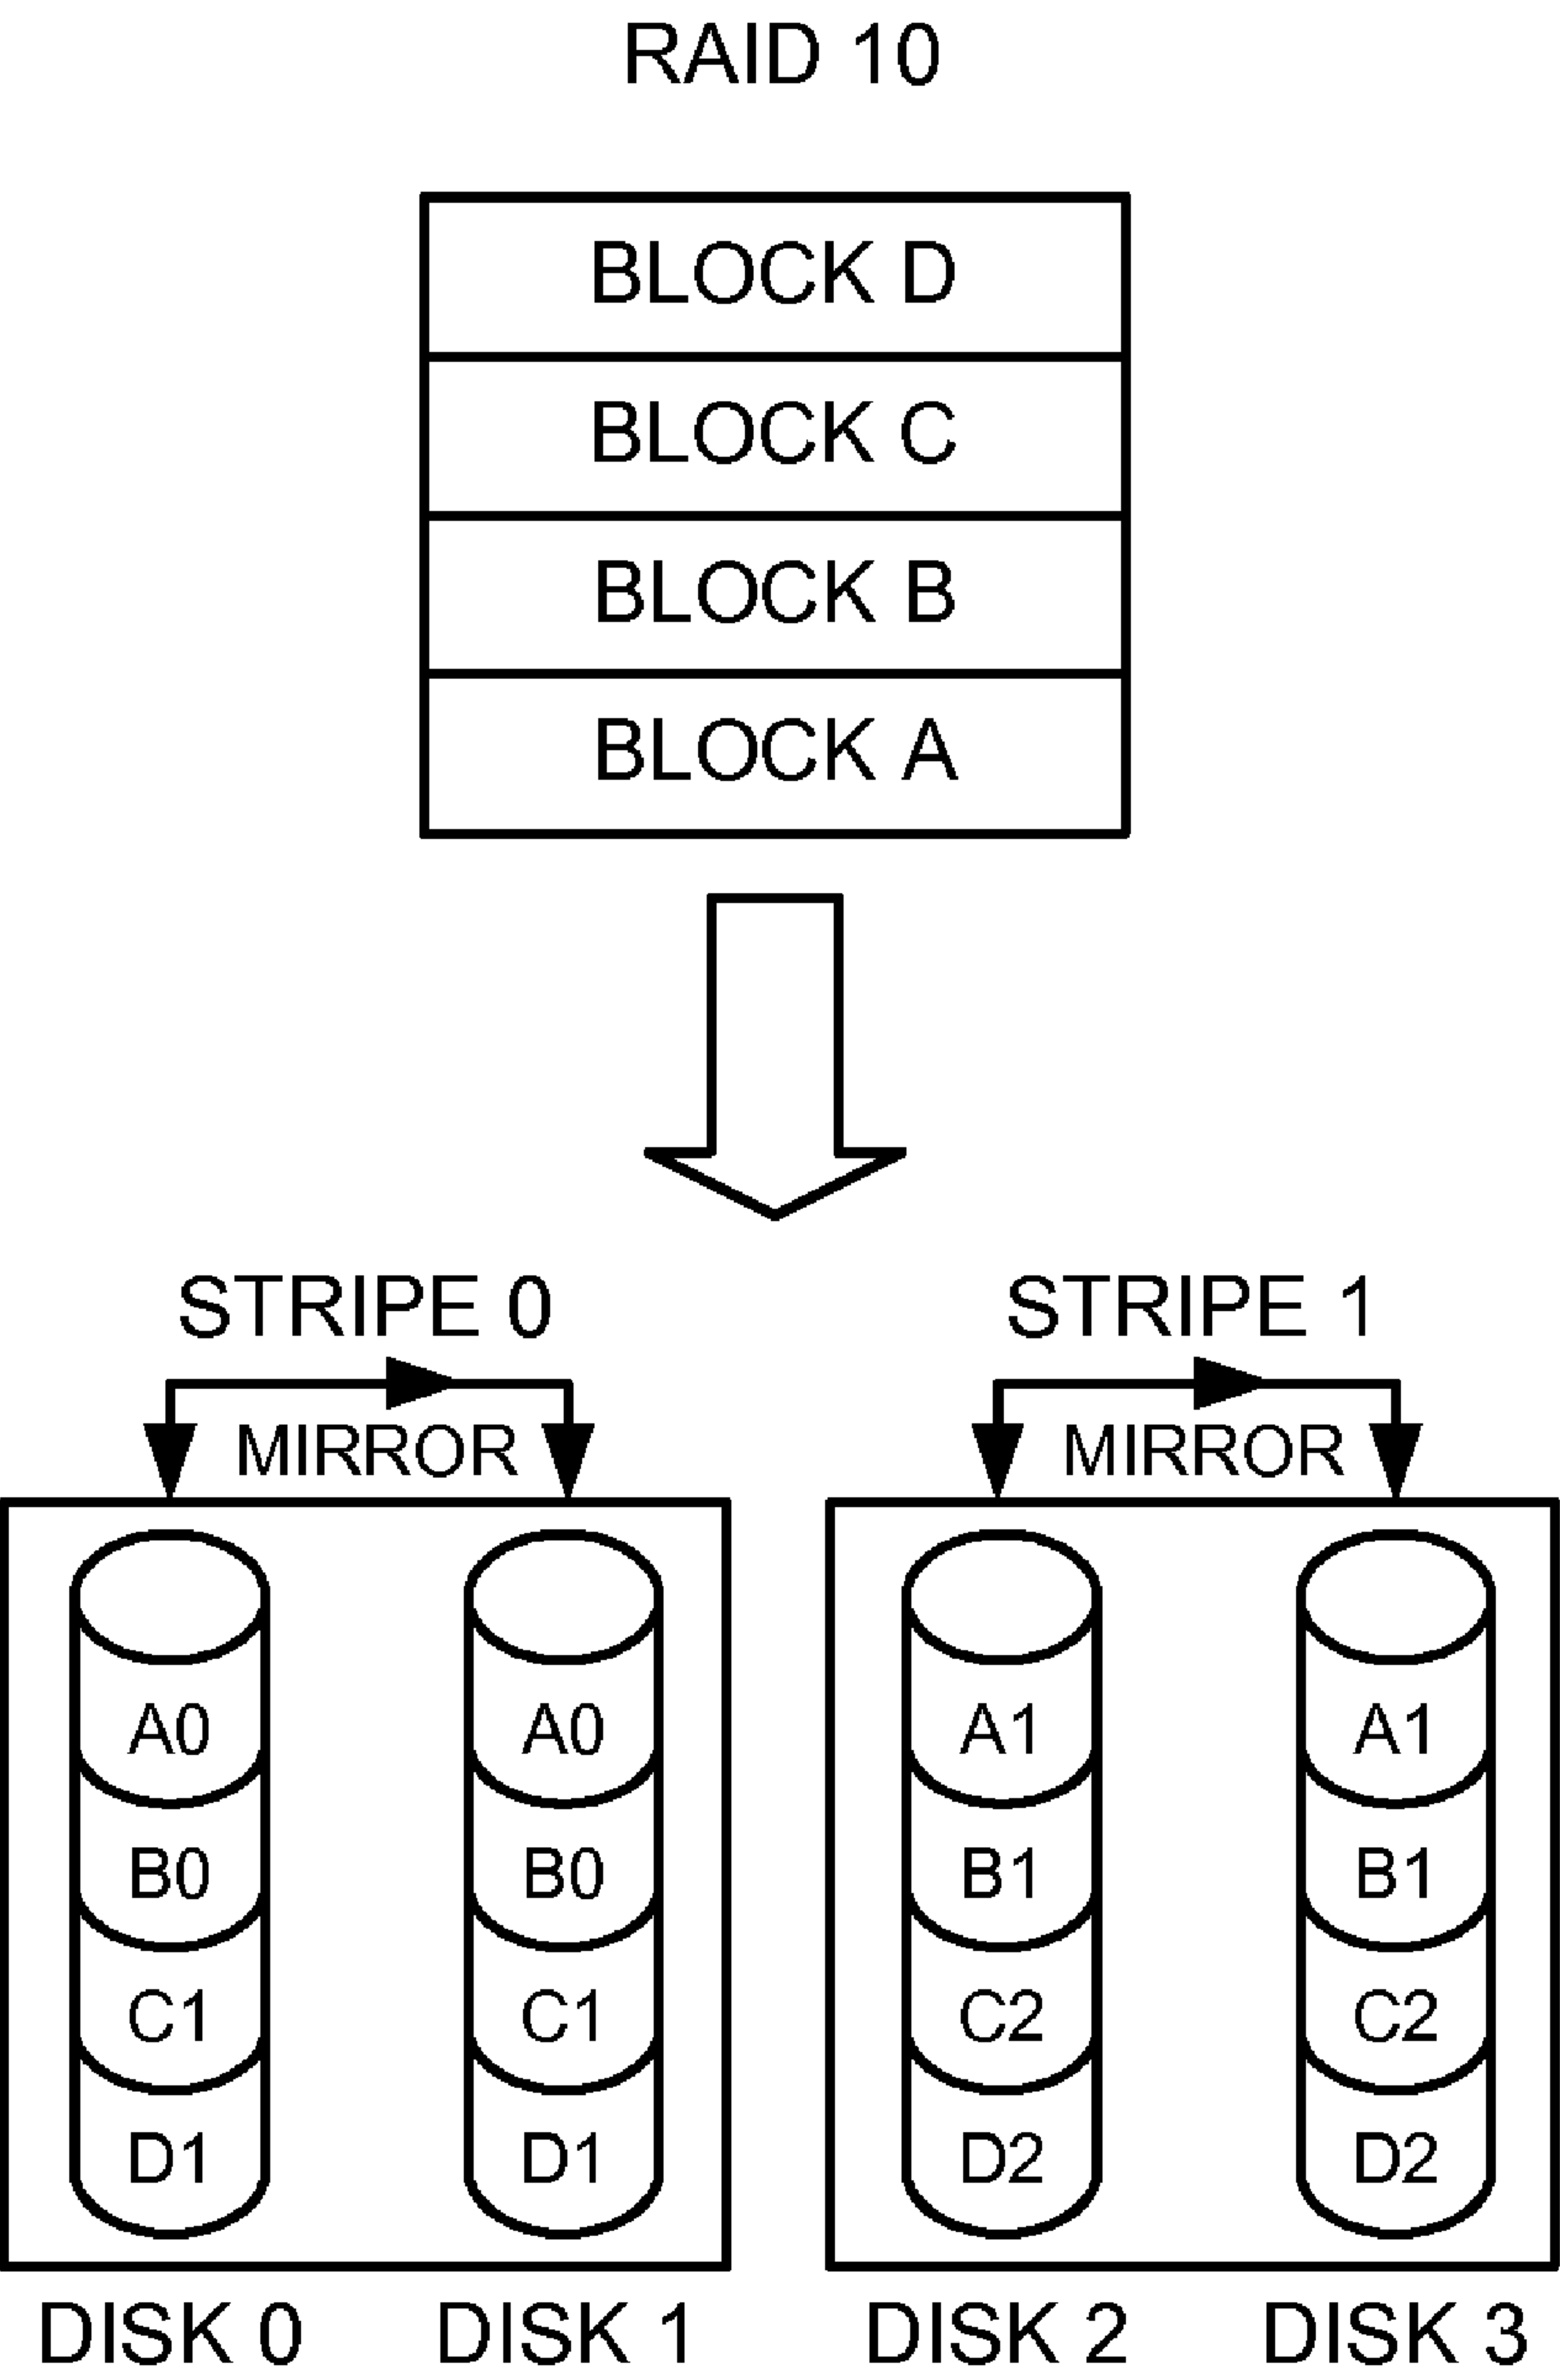 RAID 10
BLOCK D
BLOCK C
BLOCK B
BLOCK A
STRIPE 0 STRIPE 1
MIRROR MIRROR
A0 A0 A1 A1
B0 B0 B1 B1
C1 C1 C2 C2
D1 D1 D2 D2
DISK 0 DISK 1 DISK 2 DISK 3